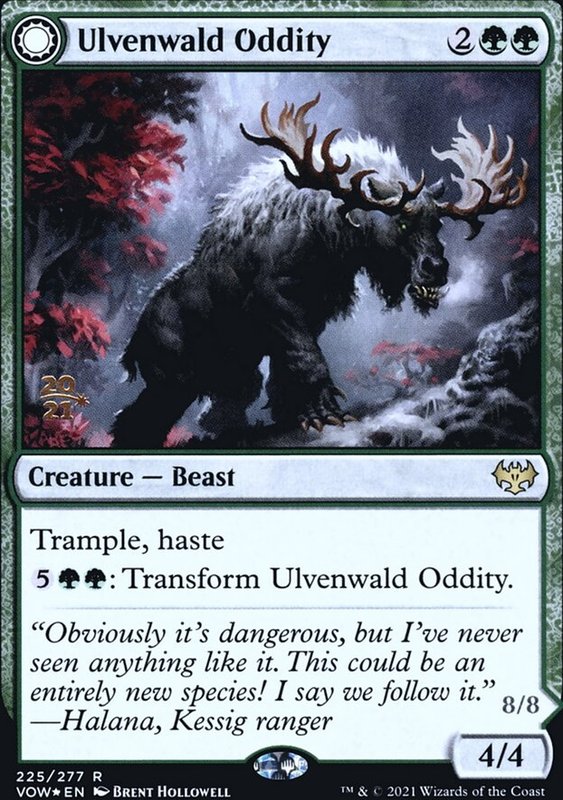 Ulvenwald Oddity 2
20
21
Creature — Beast
Trample, haste
5 : Transform Ulvenwald Oddity.
“Obviously it’s dangerous, but I’ve never
seen anything like it. This could be an
entirely new species! I say we follow it.”
—Halana, Kessig ranger
8/8
4/4
225/277 R
VOW★EN Brent Hollowell
™ & © 2021 Wizards of the Coast